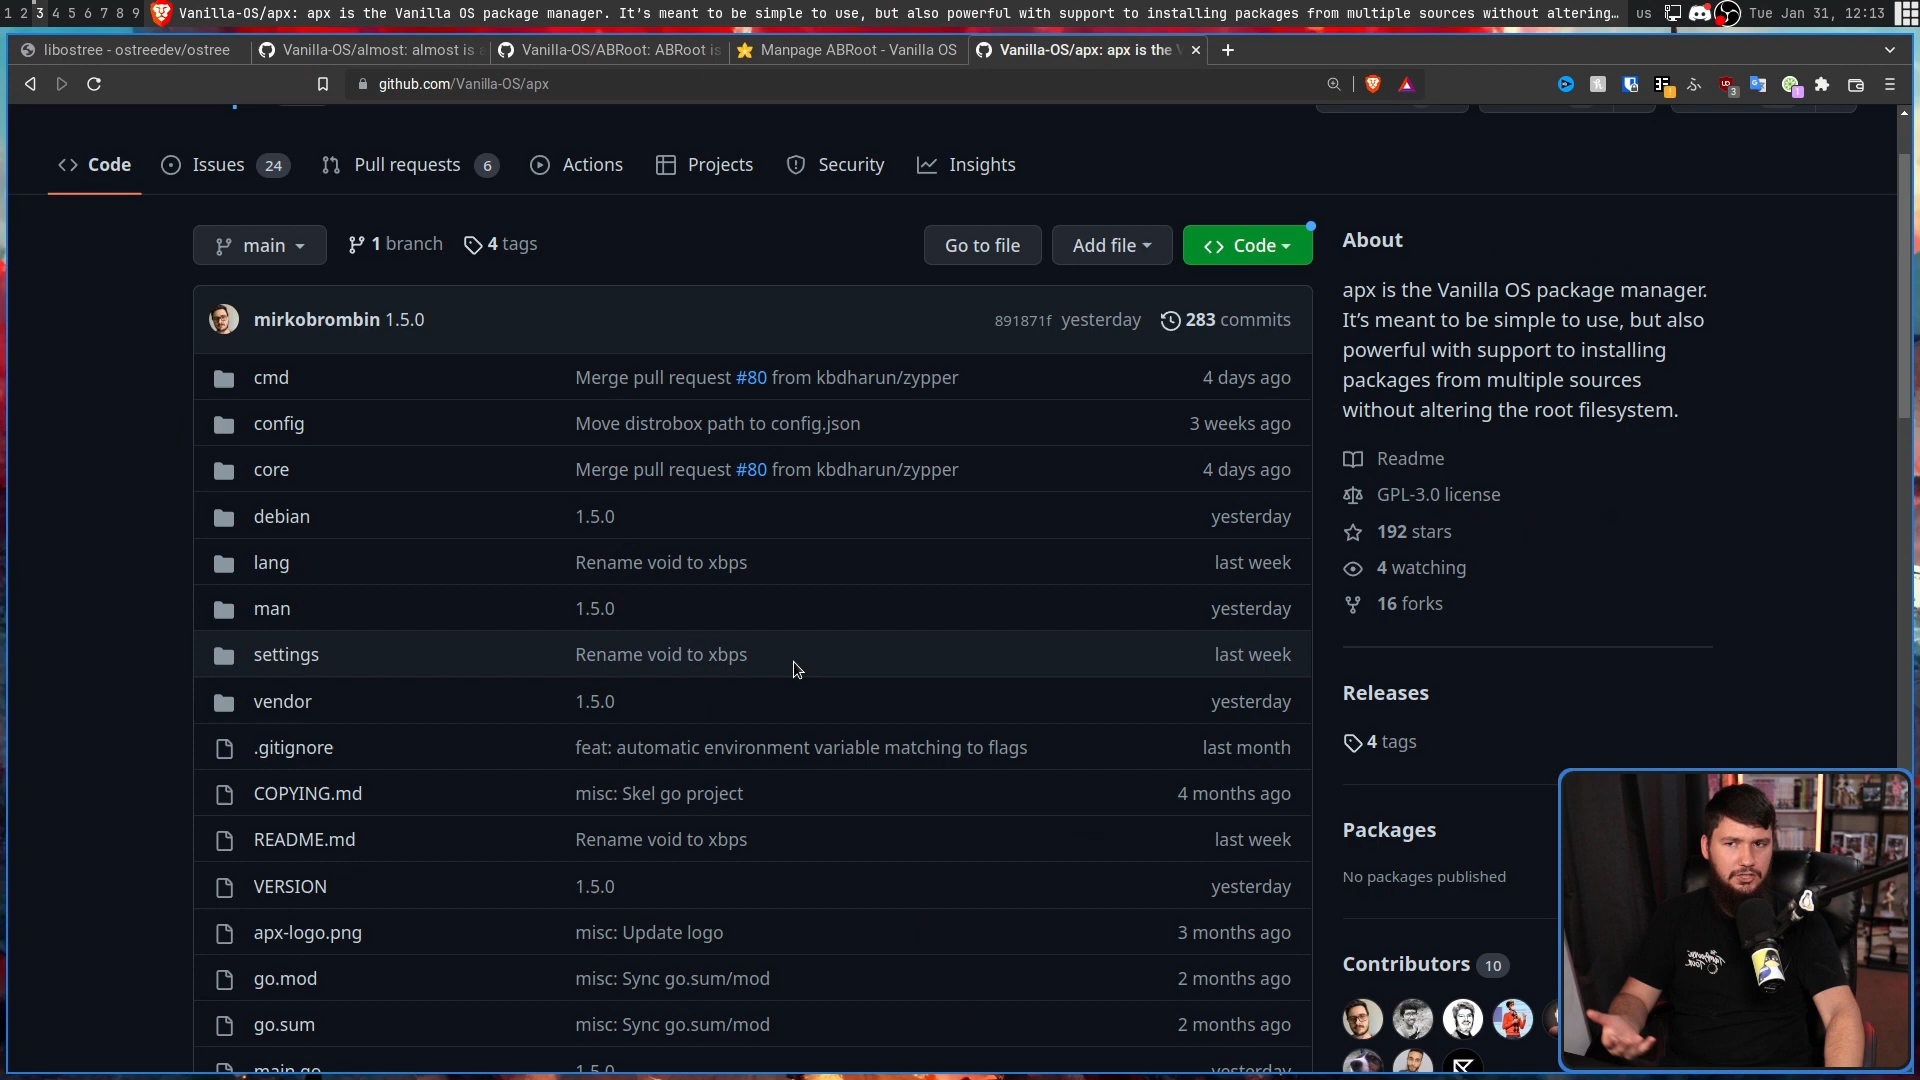 1 2 3 4 5 6 7 8 9 Vanilla-OS/apx: apx is the Vanilla OS package manager. It’s meant to be simple to use, but also powerful with support to installing packages from multiple sources without altering… us Tue Jan 31, 12:13
libostree - ostreedev/ostree Vanilla-OS/almost: almost is a Vanilla-OS/ABRoot: ABRoot is Manpage ABRoot - Vanilla OS Vanilla-OS/apx: apx is the
github.com/Vanilla-OS/apx
Code Issues 24 Pull requests 6 Actions Projects Security Insights
main 1 branch 4 tags Go to file Add file Code
mirkobrombin 1.5.0 891871f yesterday 283 commits
cmd Merge pull request #80 from kbdharun/zypper 4 days ago
config Move distrobox path to config.json 3 weeks ago
core Merge pull request #80 from kbdharun/zypper 4 days ago
debian 1.5.0 yesterday
lang Rename void to xbps last week
man 1.5.0 yesterday
settings Rename void to xbps last week
vendor 1.5.0 yesterday
.gitignore feat: automatic environment variable matching to flags last month
COPYING.md misc: Skel go project 4 months ago
README.md Rename void to xbps last week
VERSION 1.5.0 yesterday
apx-logo.png misc: Update logo 3 months ago
go.mod misc: Sync go.sum/mod 2 months ago
go.sum misc: Sync go.sum/mod 2 months ago
main.go 1.5.0 yesterday
About
apx is the Vanilla OS package manager.
It’s meant to be simple to use, but also
powerful with support to installing
packages from multiple sources
without altering the root filesystem.
Readme
GPL-3.0 license
192 stars
4 watching
16 forks
Releases
4 tags
Packages
No packages published
Contributors 10